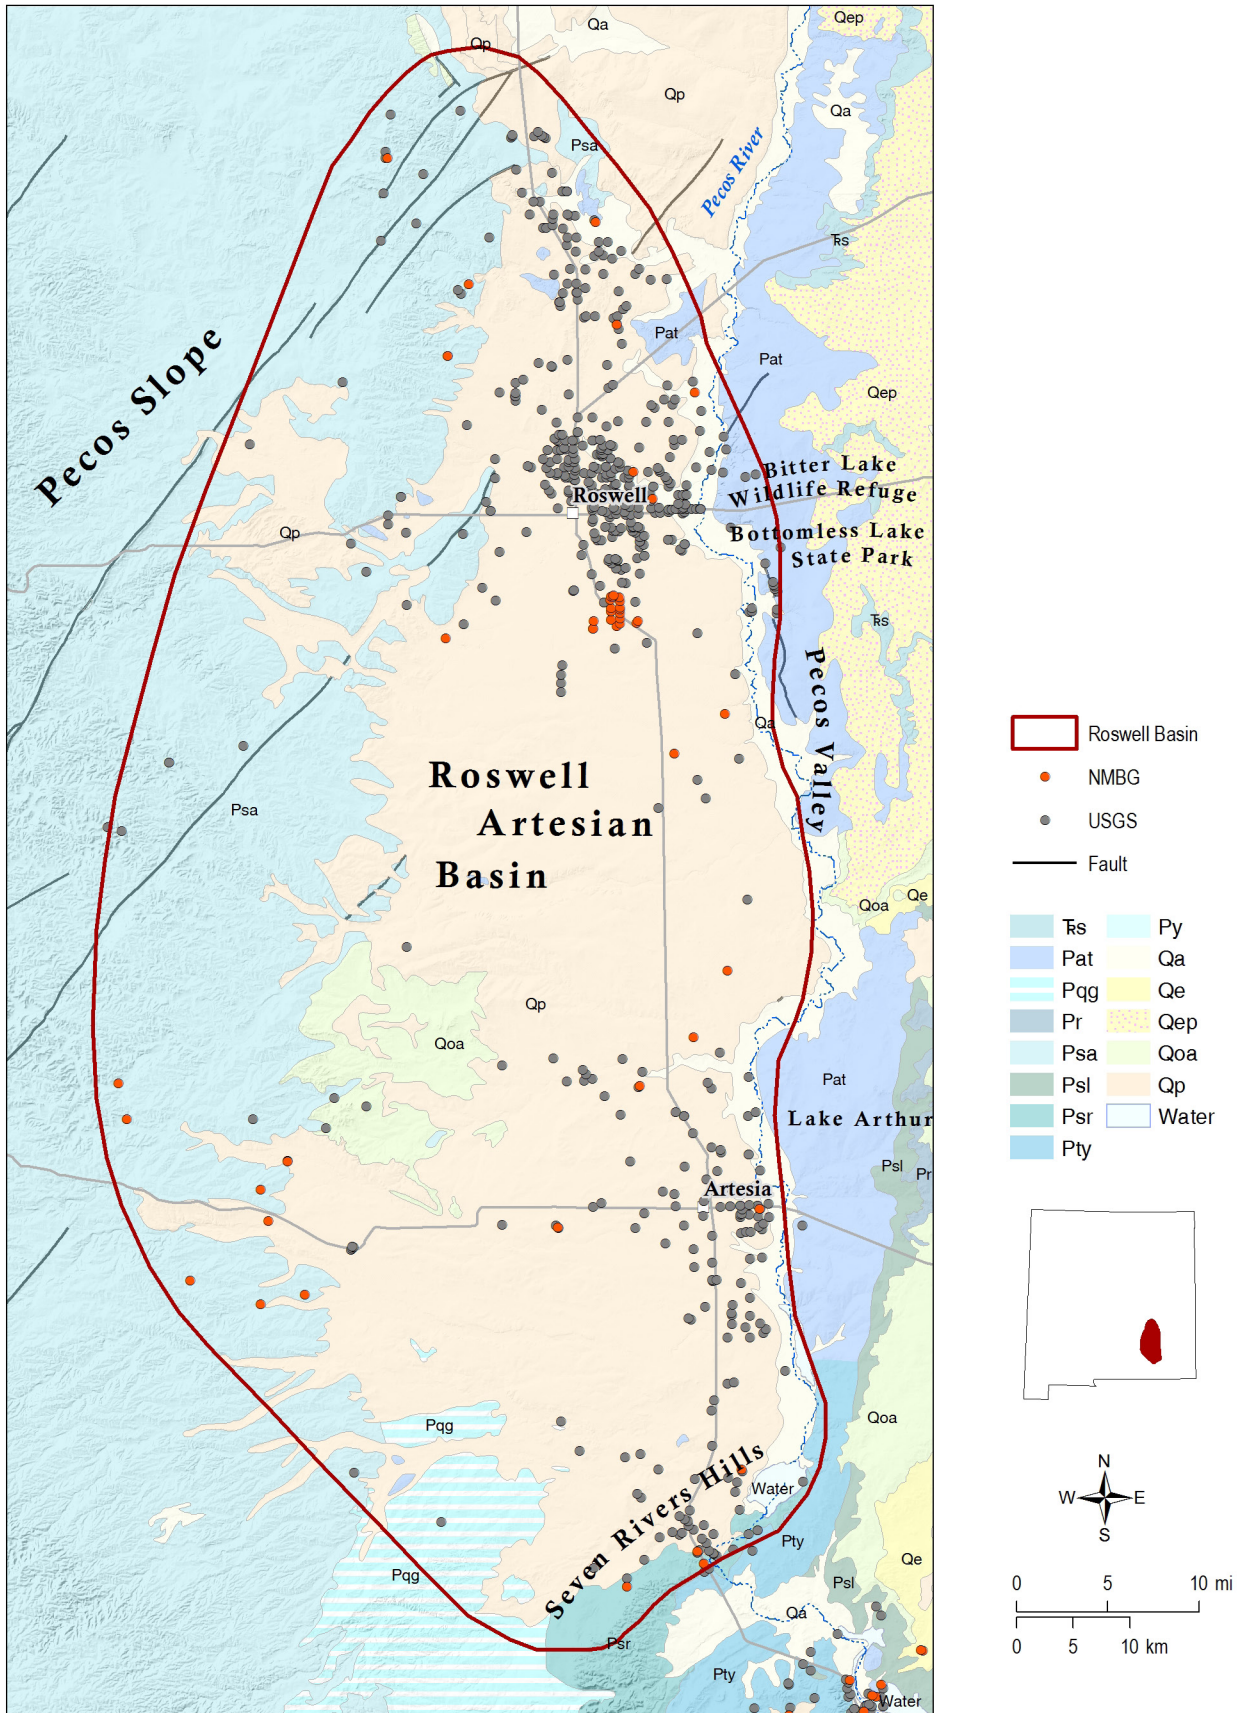 Qep
Qa
Qp
Qp
Qa
Psa
Pecos River
Ŧs
Pat
Pat
Pecos Slope
Qep
Bitter Lake
Wildlife Refuge
Roswell
Qp
Bottomless Lake
State Park
Ŧs
Pecos Valley
Qa
Roswell
Artesian
Basin
Psa
Qoa
Qe
Qp
Qoa
Pat
Lake Arthur
Psl
Pr
Artesia
Qoa
Pqg
Seven Rivers Hills
Water
Pty
Qe
Pqg
Psl
Qa
Psr
Pty
Water
Roswell Basin
NMBG
USGS
Fault
Ŧs Py
Pat Qa
Pqg Qe
Pr Qep
Psa Qoa
Psl Qp
Psr Water
Pty
N
W E
S
0 5 10 mi
0 5 10 km